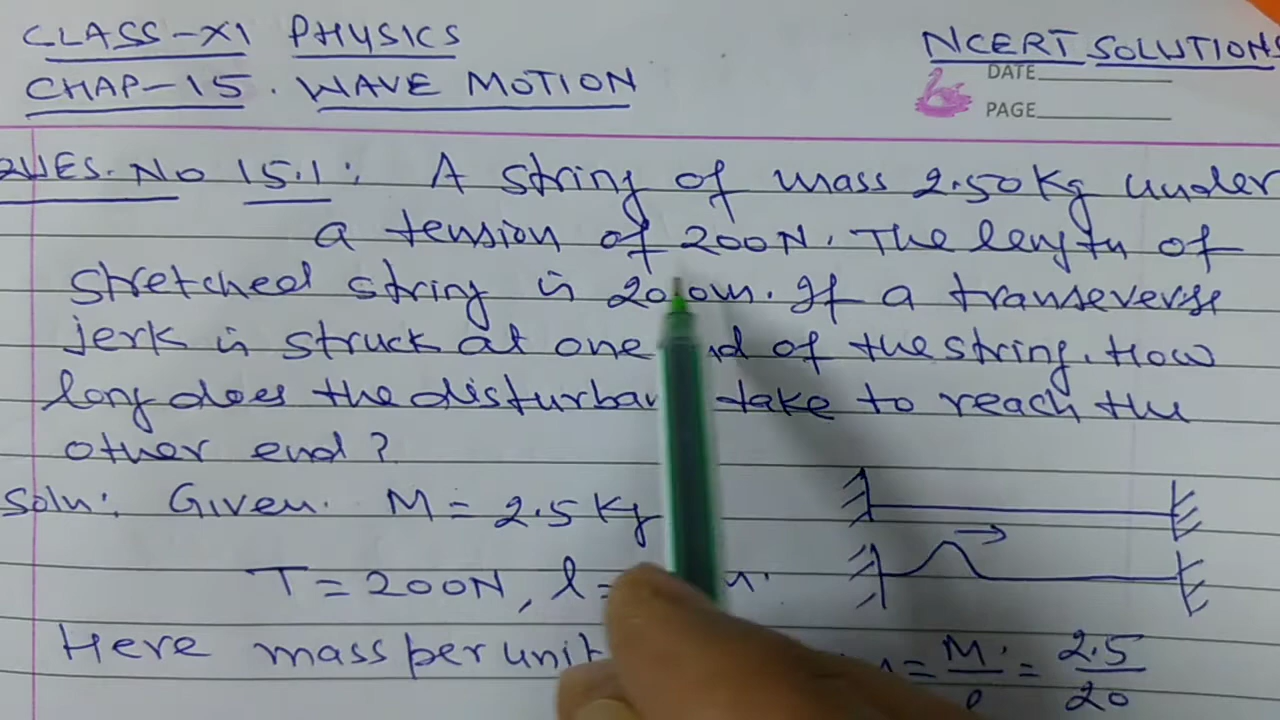 CLASS-XI PHYSICS
NCERT SOLUTIONS
CHAP-15. WAVE MOTION
DATE
PAGE
QUES. No 15.1: A string of mass 2.50Kg under
a tension of 200N. The length of
stretched string is 20.0m. If a transeverse
jerk is struck at one end of the string. How
long does the take to reach the
other end?
Soln: Given. M = 2.5 Kg
T = 200N, l =
Here mass per unit = M/l = 2.5/20